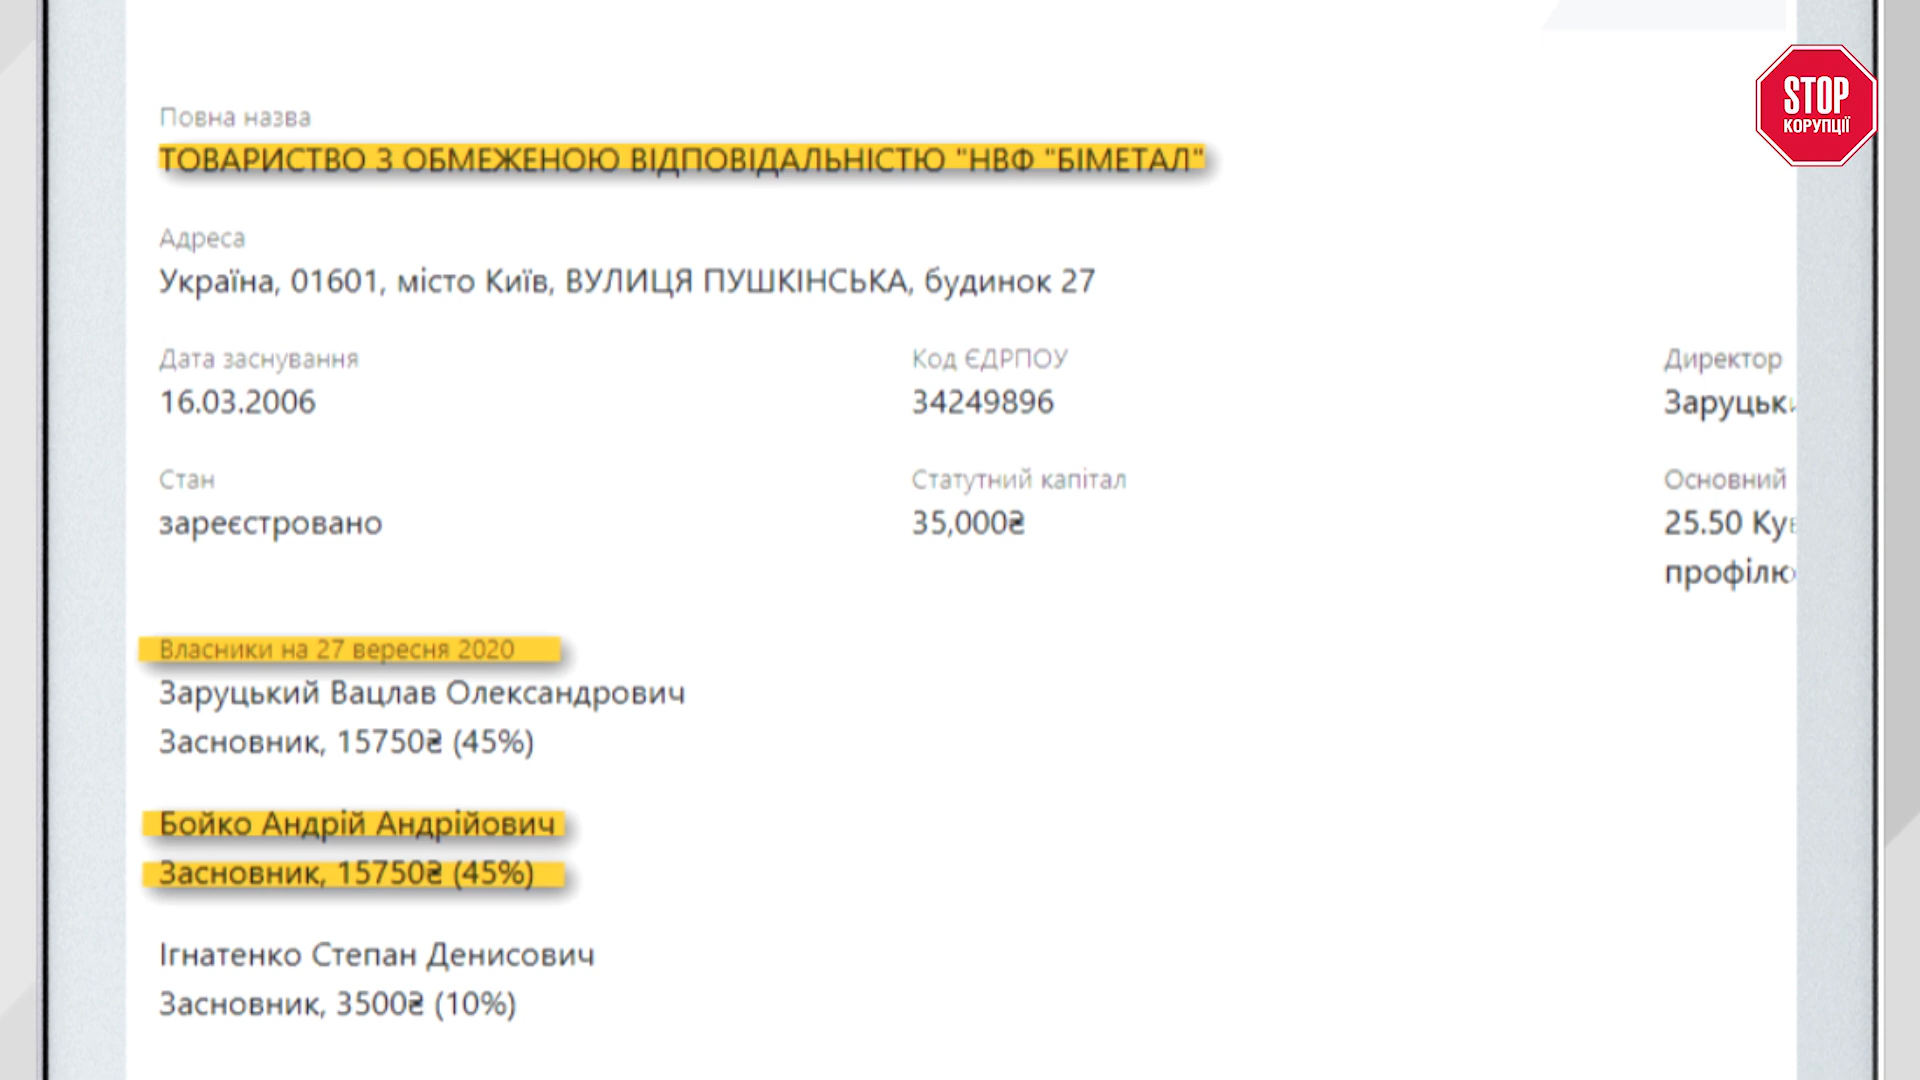 STOP
КОРУПЦІЇ
Повна назва
ТОВАРИСТВО З ОБМЕЖЕНОЮ ВІДПОВІДАЛЬНІСТЮ "НВФ "БІМЕТАЛ"
Адреса
Україна, 01601, місто Київ, ВУЛИЦЯ ПУШКІНСЬКА, будинок 27
Дата заснування Код ЄДРПОУ Директор
16.03.2006 34249896
Стан Статутний капітал Основний
зареєстровано 35,000₴ 25.50
Власники на 27 вересня 2020
Заруцький Вацлав Олександрович
Засновник, 15750₴ (45%)
Бойко Андрій Андрійович
Засновник, 15750₴ (45%)
Ігнатенко Степан Денисович
Засновник, 3500₴ (10%)